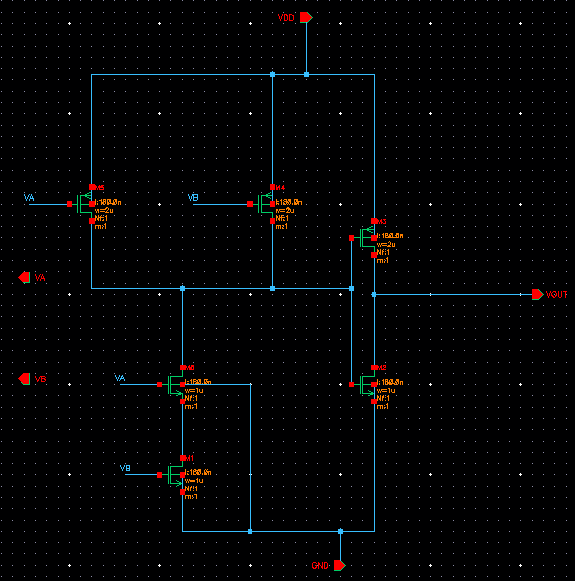 VDD
M5
VA
l:180.0n
w=2u
Nf:1
m:1
M4
VB
l:180.0n
w=2u
Nf:1
m:1
M3
l:180.0n
w=2u
Nf:1
m:1
VA
VOUT
VB
VA
M0
l:180.0n
w=1u
Nf:1
m:1
M2
l:180.0n
w=1u
Nf:1
m:1
VB
M1
l:180.0n
w=1u
Nf:1
m:1
GND